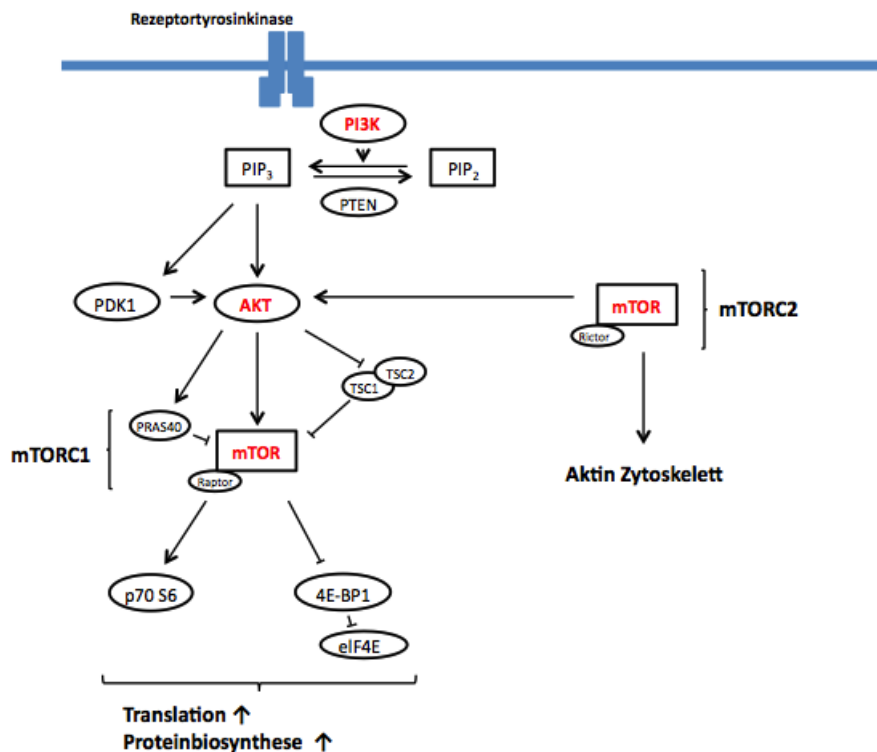 Rezeptortyrosinkinase
PI3K
PIP3
PIP2
PTEN
PDK1
AKT
mTOR
mTORC2
Rictor
TSC2
TSC1
PRAS40
mTORC1
mTOR
Raptor
Aktin Zytoskelett
p70 S6
4E-BP1
eIF4E
Translation ↑
Proteinbiosynthese ↑